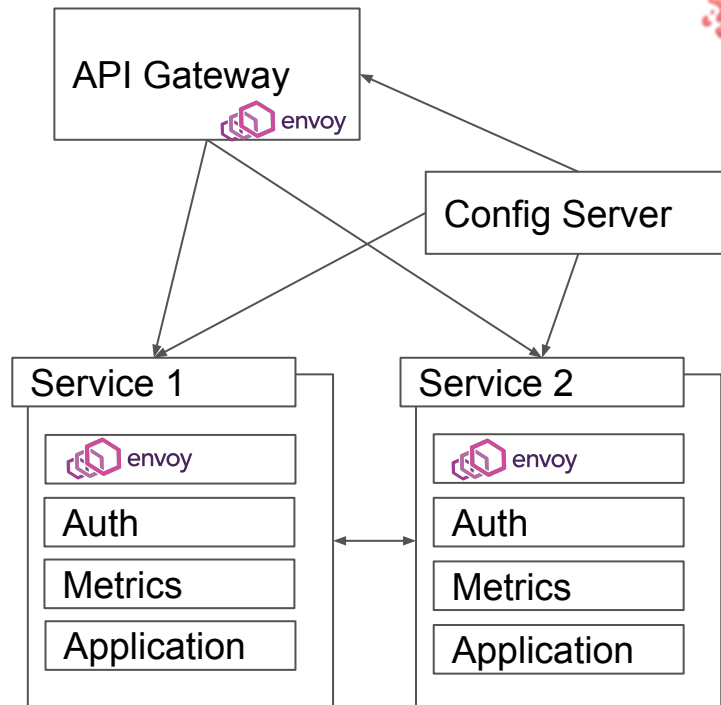 API Gateway
envoy
Config Server
Service 1
envoy
Auth
Metrics
Application
Service 2
envoy
Auth
Metrics
Application